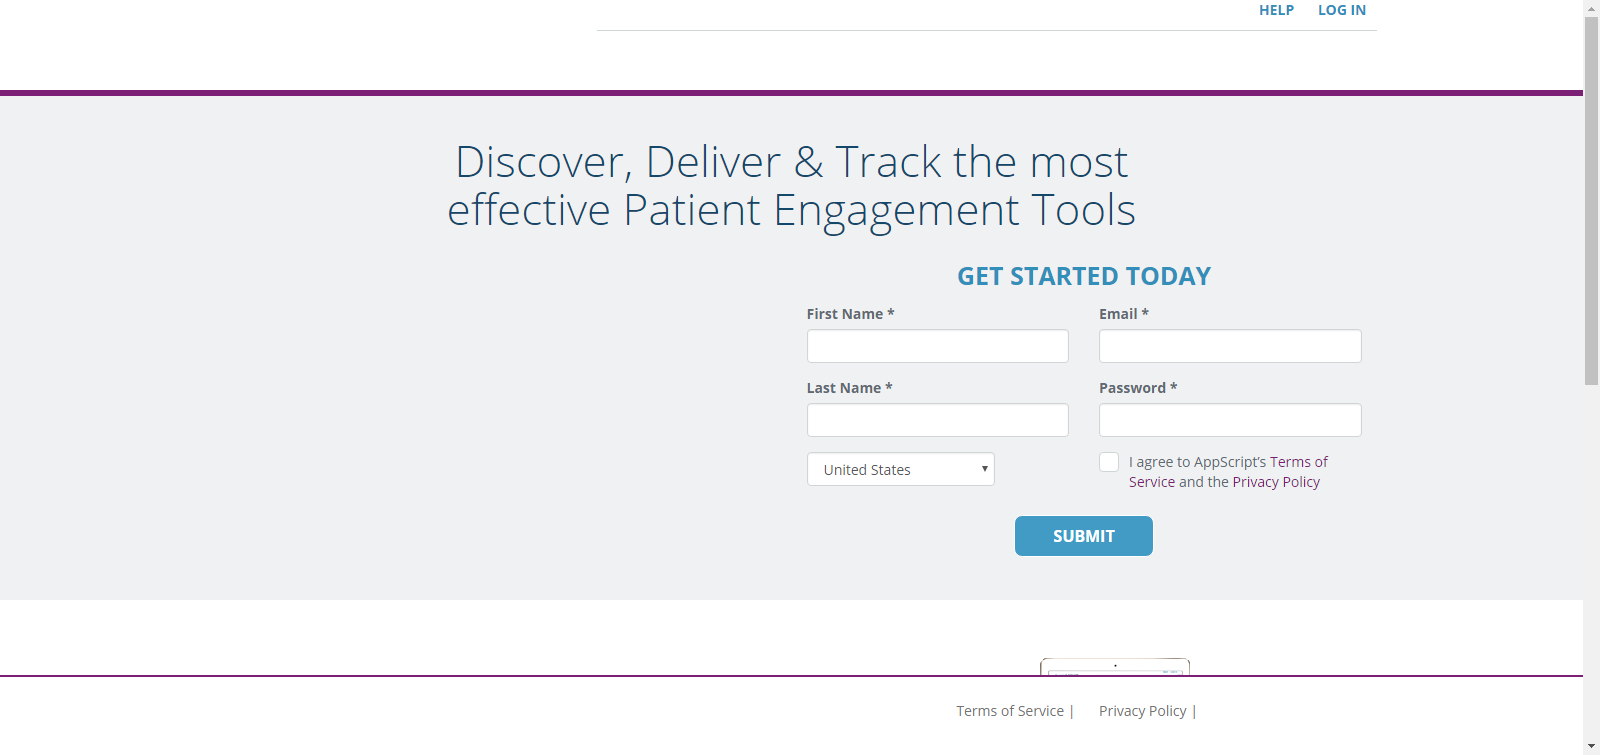 HELP LOG IN
Discover, Deliver & Track the most
effective Patient Engagement Tools
GET STARTED TODAY
First Name * Email *
Last Name * Password *
United States
I agree to AppScript’s Terms of
Service and the Privacy Policy
SUBMIT
Terms of Service | Privacy Policy |